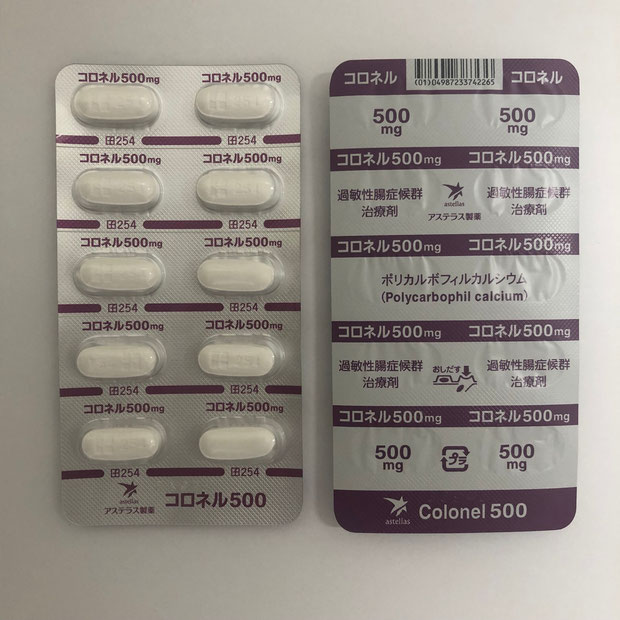 コロネル500mg コロネル500mg
田254 田254
コロネル500mg コロネル500mg
田254 田254
コロネル500mg コロネル500mg
田254 田254
コロネル500mg コロネル500mg
田254 田254
コロネル500mg コロネル500mg
田254 田254
astellas
アステラス製薬
コロネル500
コロネル コロネル
(01)04987233742265
500 500
mg mg
コロネル500mg コロネル500mg
過敏性腸症候群 過敏性腸症候群
治療剤 治療剤
astellas
アステラス製薬
コロネル500mg コロネル500mg
ポリカルボフィルカルシウム
(Polycarbophil calcium)
コロネル500mg コロネル500mg
過敏性腸症候群 おしだす 過敏性腸症候群
治療剤 治療剤
コロネル500mg コロネル500mg
500 プラ 500
mg mg
astellas
Colonel 500